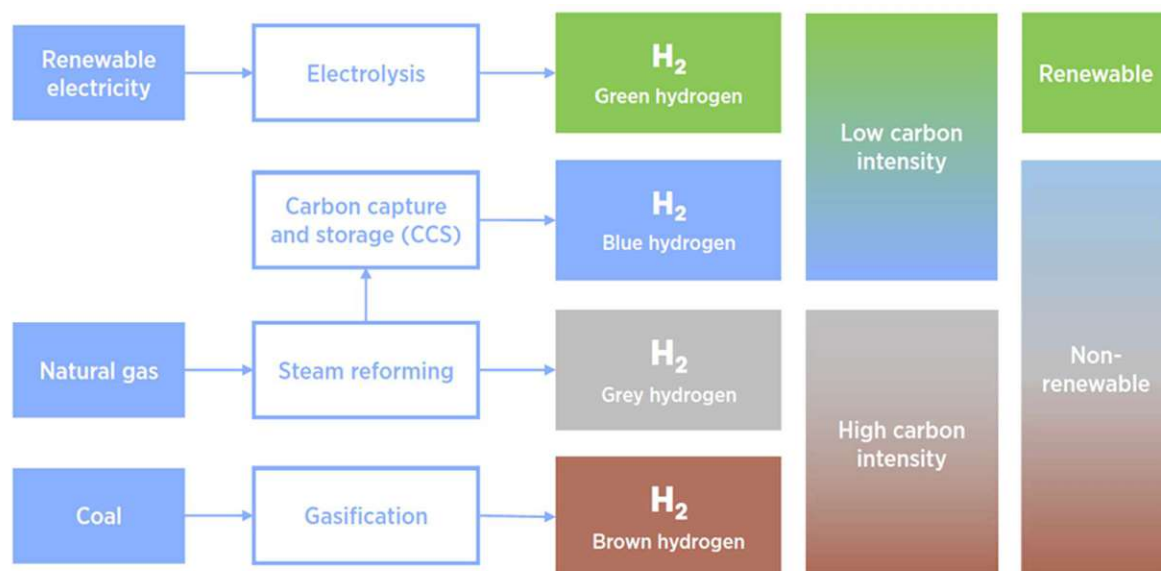 Renewable
electricity
Electrolysis
H₂
Green hydrogen
Low carbon
intensity
Renewable
Carbon capture
and storage (CCS)
H₂
Blue hydrogen
Natural gas
Steam reforming
H₂
Grey hydrogen
High carbon
intensity
Non-
renewable
Coal
Gasification
H₂
Brown hydrogen